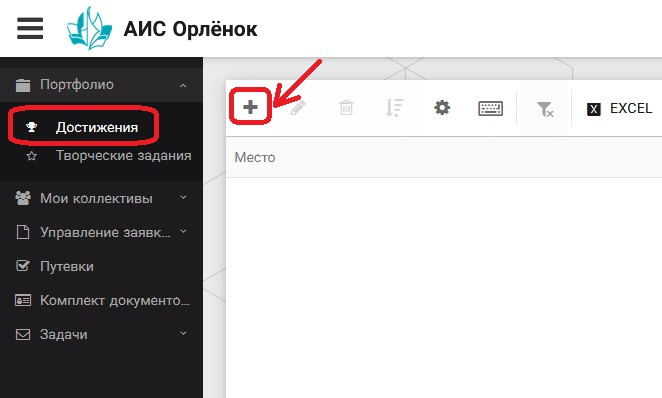 АИС Орлёнок
Портфолио
Достижения
Творческие задания
Мои коллективы
Управление заявк...
Путевки
Комплект документо...
Задачи
X EXCEL
Место